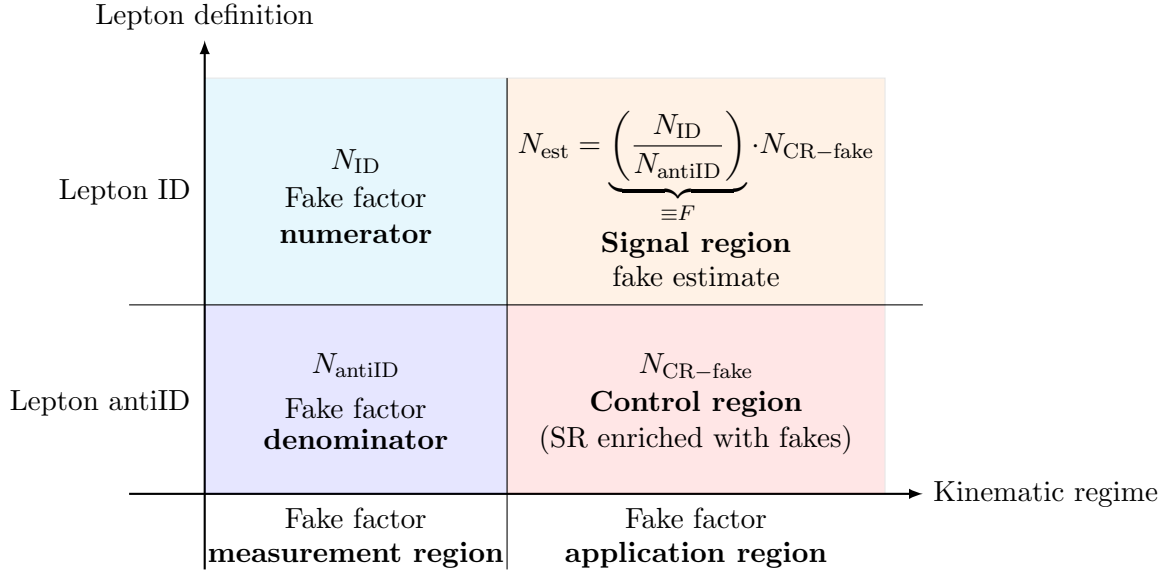 Lepton definition
Lepton ID
N_ID
Fake factor
numerator
N_est = (N_ID / N_antiID) · N_CR−fake
≡F
Signal region
fake estimate
Lepton antiID
N_antiID
Fake factor
denominator
N_CR−fake
Control region
(SR enriched with fakes)
Kinematic regime
Fake factor
measurement region
Fake factor
application region